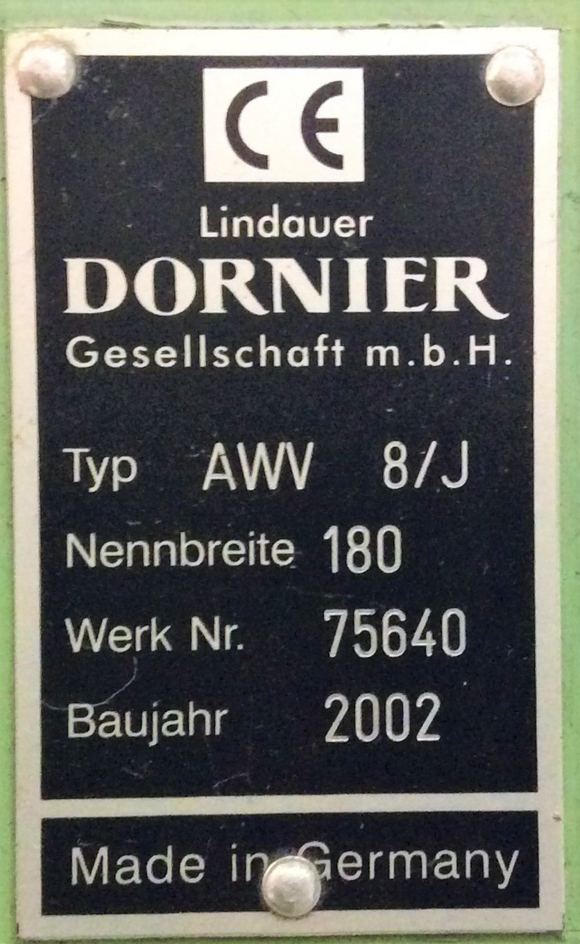 CE
Lindauer
DORNIER
Gesellschaft m.b.H.
Typ AWV 8/J
Nennbreite 180
Werk Nr. 75640
Baujahr 2002
Made in Germany